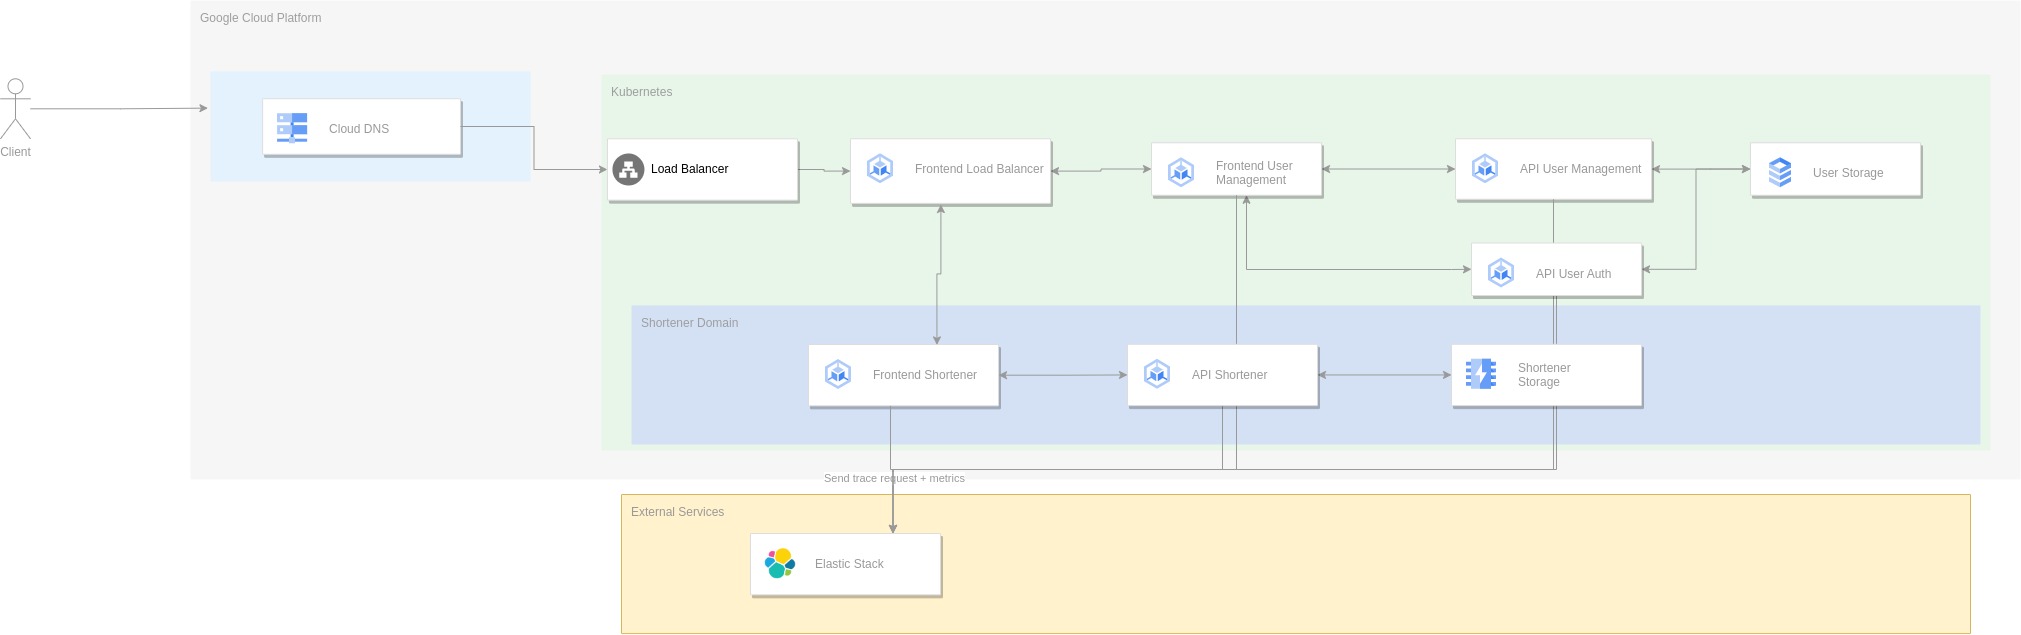 Google Cloud Platform
Client
Cloud DNS
Kubernetes
Load Balancer
Frontend Load Balancer
Frontend User
Management
API User Management
User Storage
API User Auth
Shortener Domain
Frontend Shortener
API Shortener
Shortener
Storage
Send trace request + metrics
External Services
Elastic Stack